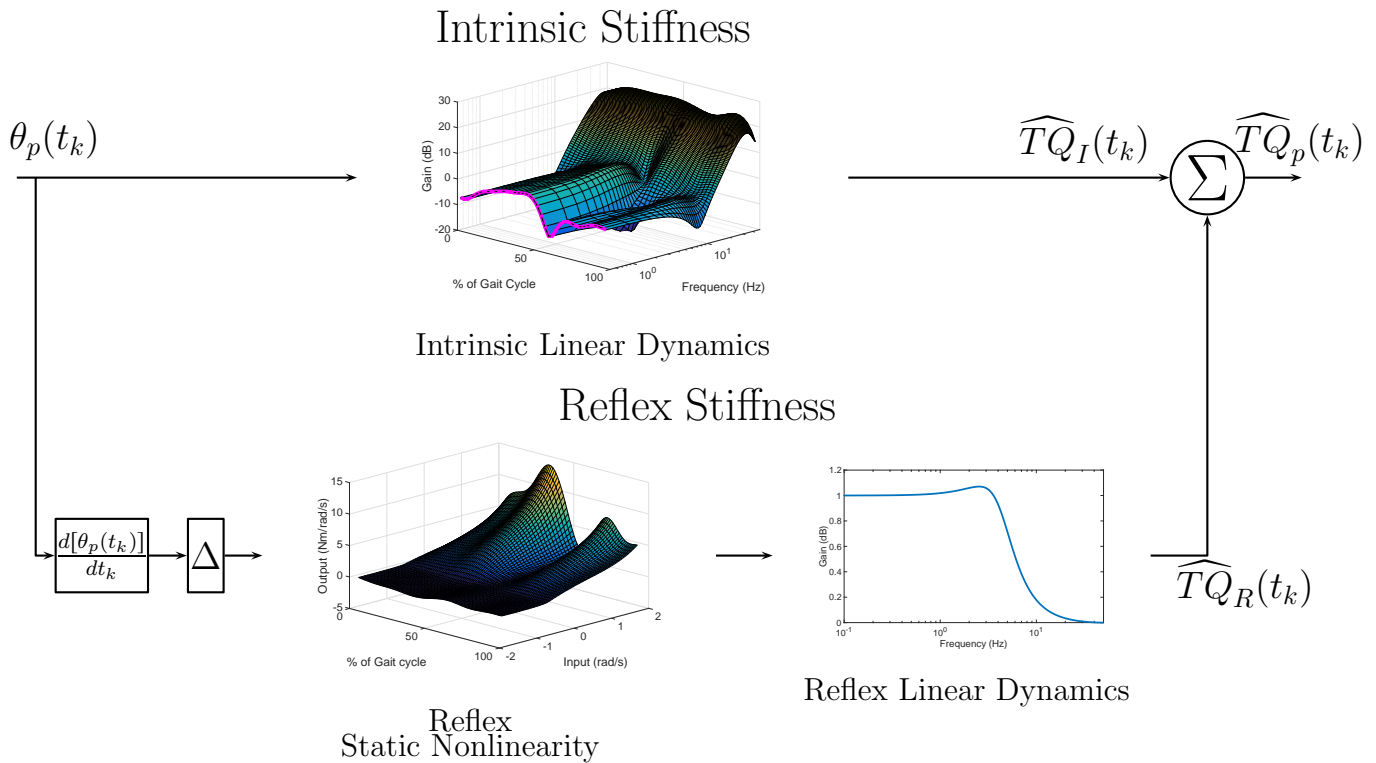 Intrinsic Stiffness
θ_p(t_k)
Gain (dB)
30
20
10
0
-10
-20
0
50
100
% of Gait Cycle
10^0
10^1
Frequency (Hz)
\widehat{TQ}_I(t_k)
∑
\widehat{TQ}_p(t_k)
Intrinsic Linear Dynamics
Reflex Stiffness
d[θ_p(t_k)]
dt_k
Δ
Output (Nm/rad/s)
15
10
5
0
-5
0
50
100
% of Gait cycle
-2
-1
0
1
2
Input (rad/s)
Reflex
Static Nonlinearity
Gain (dB)
1.2
1
0.8
0.6
0.4
0.2
0
10^-1
10^0
10^1
Frequency (Hz)
Reflex Linear Dynamics
\widehat{TQ}_R(t_k)